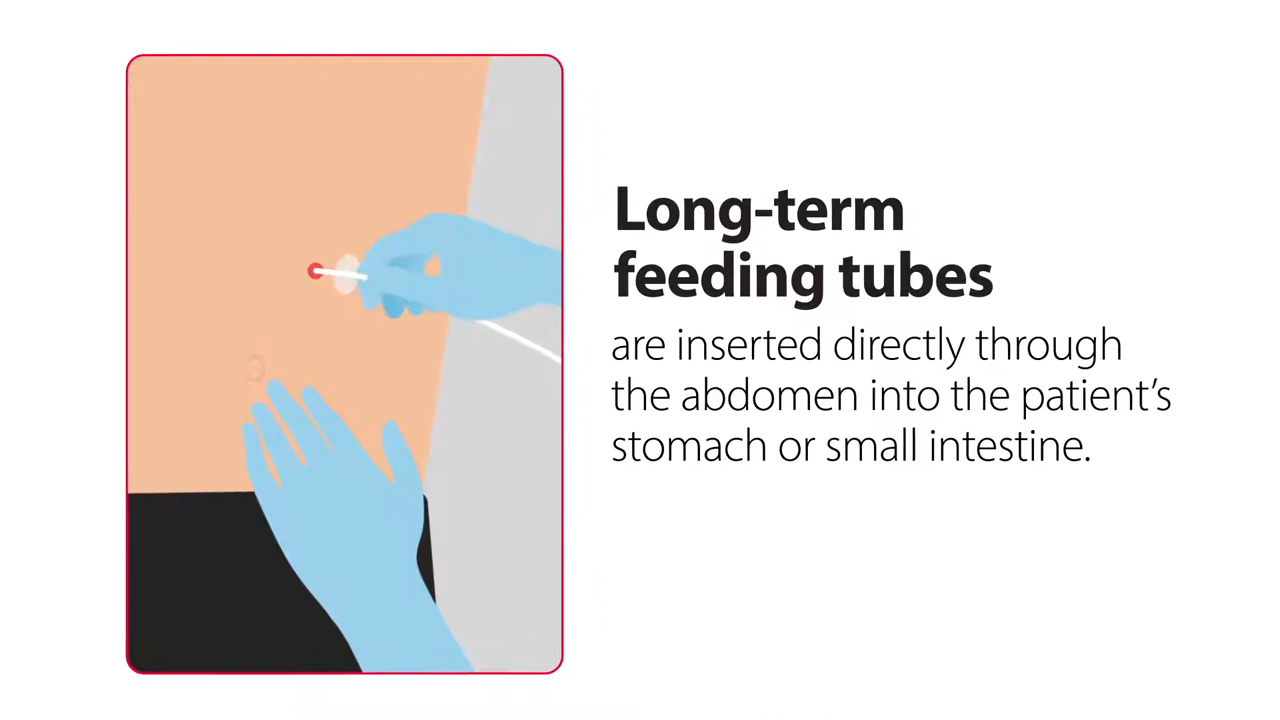 Long-term
feeding tubes
are inserted directly through
the abdomen into the patient’s
stomach or small intestine.